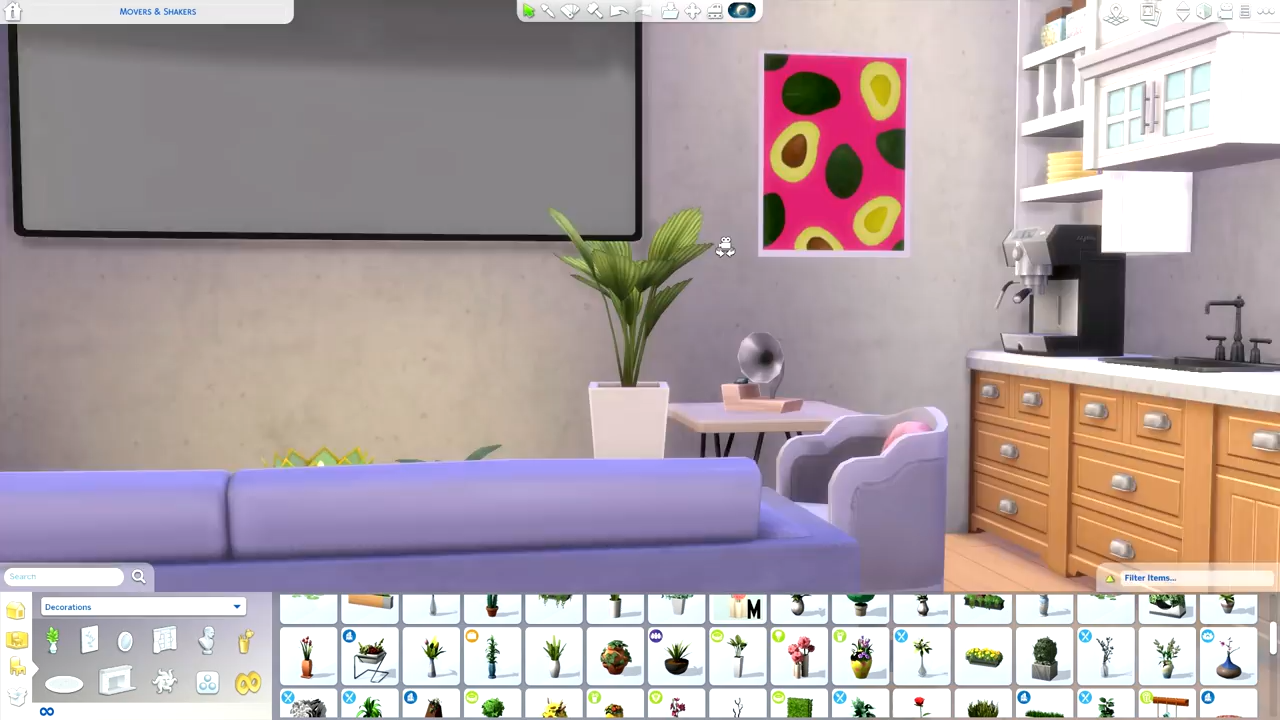 MOVERS & SHAKERS
Search
Filter Items...
Decorations
M